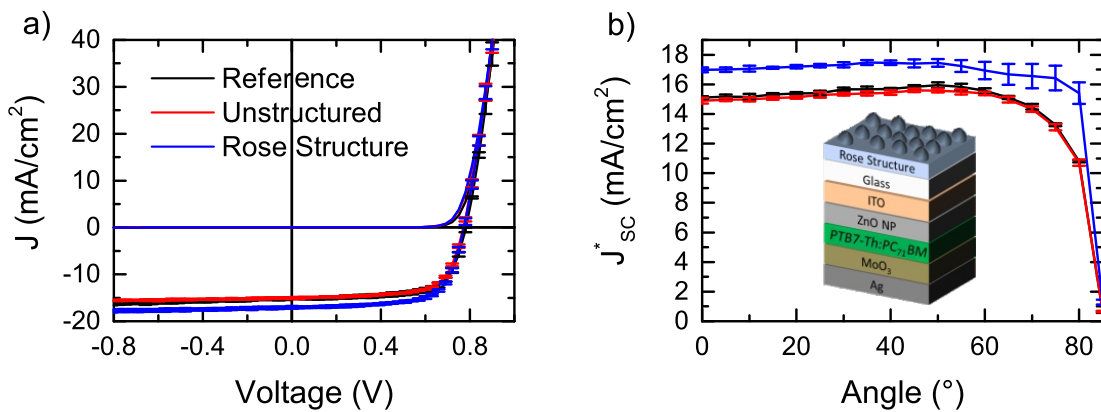 a)
J (mA/cm²)
40
30
20
10
0
-10
-20
Reference
Unstructured
Rose Structure
-0.8 -0.4 0.0 0.4 0.8
Voltage (V)
b)
J*SC (mA/cm²)
18
16
14
12
10
8
6
4
2
0
Rose Structure
Glass
ITO
ZnO NP
PTB7-Th:PC₇₁BM
MoO₃
Ag
0 20 40 60 80
Angle (°)